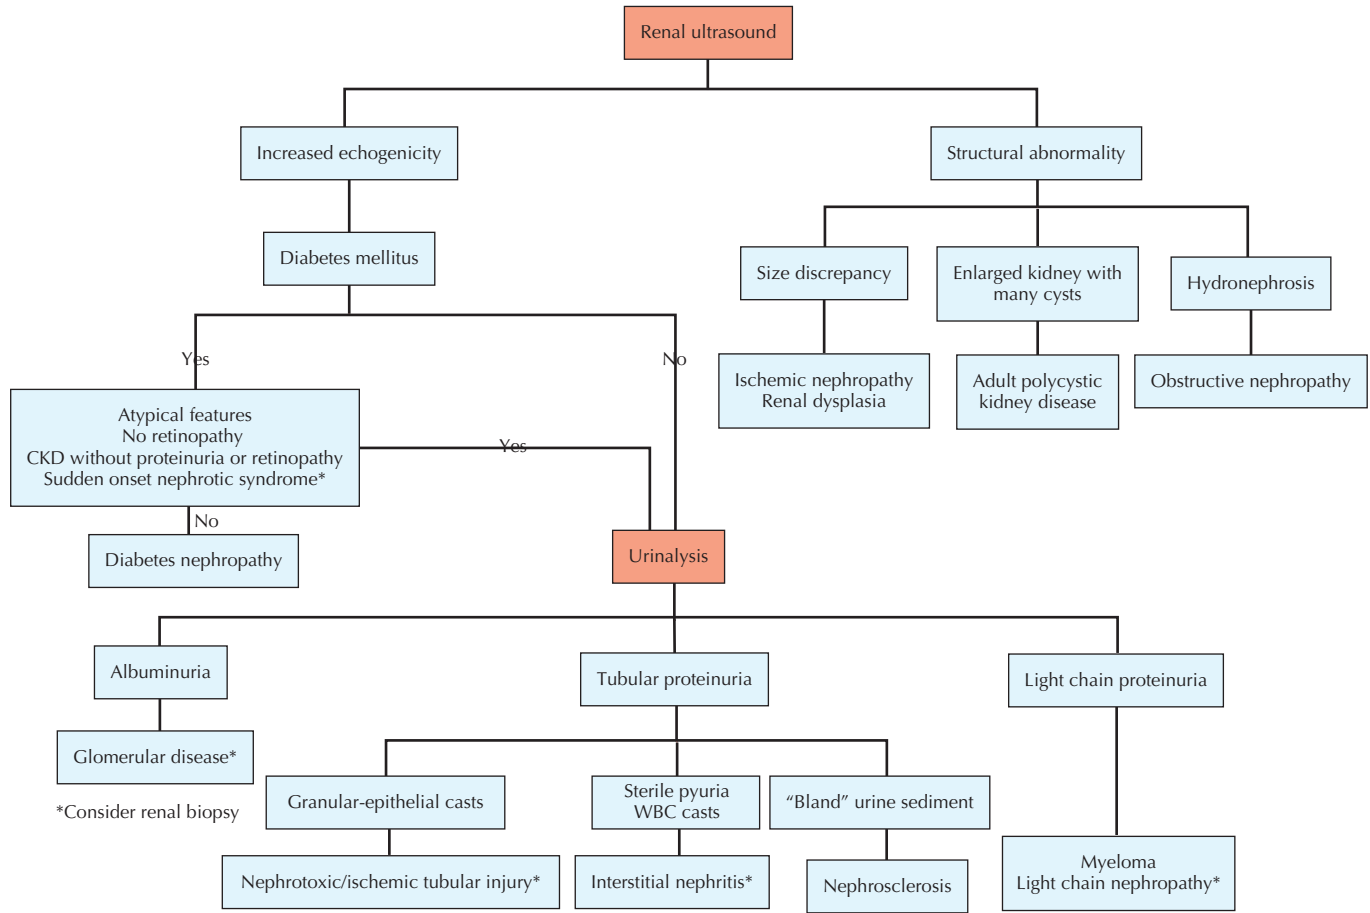 Renal ultrasound
Increased echogenicity
Structural abnormality
Diabetes mellitus
Size discrepancy
Enlarged kidney with
many cysts
Hydronephrosis
Yes
No
Ischemic nephropathy
Renal dysplasia
Adult polycystic
kidney disease
Obstructive nephropathy
Atypical features
No retinopathy
CKD without proteinuria or retinopathy
Sudden onset nephrotic syndrome*
Yes
No
Diabetes nephropathy
Urinalysis
Albuminuria
Tubular proteinuria
Light chain proteinuria
Glomerular disease*
*Consider renal biopsy
Granular-epithelial casts
Sterile pyuria
WBC casts
“Bland” urine sediment
Nephrotoxic/ischemic tubular injury*
Interstitial nephritis*
Nephrosclerosis
Myeloma
Light chain nephropathy*